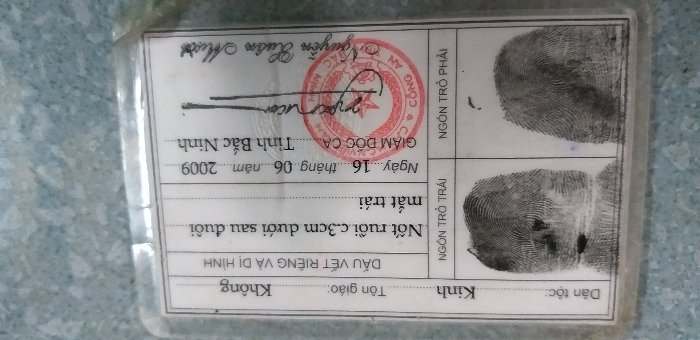 Dân tộc: Kinh Tôn giáo: Không
NGÓN TRỎ TRÁI
DẤU VẾT RIÊNG VÀ DỊ HÌNH
Nốt ruồi c.3cm dưới sau đuôi
mắt trái
Ngày 16 tháng 06 năm 2009
NGÓN TRỎ PHẢI
GIÁM ĐỐC CA Tỉnh Bắc Ninh
CÔNG AN
Nguyễn Xuân